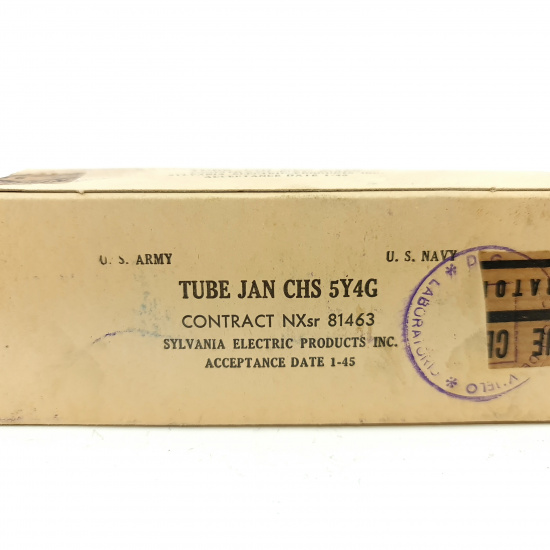 U. S. ARMY
U. S. NAVY
TUBE JAN CHS 5Y4G
CONTRACT NXsr 81463
SYLVANIA ELECTRIC PRODUCTS INC.
ACCEPTANCE DATE 1-45